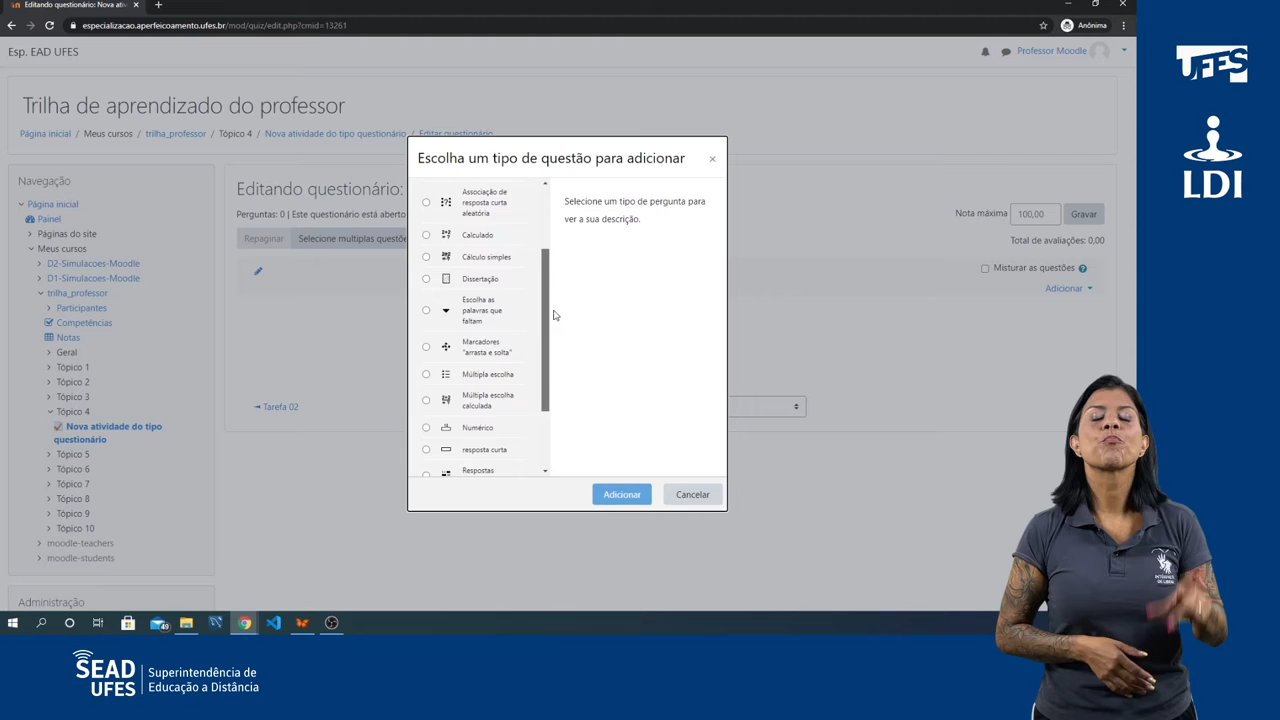 Editando questionário: Nova ativ
especializacao.aperfeicoamento.ufes.br/mod/quiz/edit.php?cmid=13261
Anônima
Esp. EAD UFES
Professor Moodle
Trilha de aprendizado do professor
Página inicial / Meus cursos / trilha_professor / Tópico 4 / Nova atividade do tipo questionário / Editar questionário
Navegação
Página inicial
Painel
Páginas do site
Meus cursos
D2-Simulacoes-Moodle
D1-Simulacoes-Moodle
trilha_professor
Participantes
Competências
Notas
Geral
Tópico 1
Tópico 2
Tópico 3
Tópico 4
Nova atividade do tipo
questionário
Tópico 5
Tópico 6
Tópico 7
Tópico 8
Tópico 9
Tópico 10
moodle-teachers
moodle-students
Administração
Editando questionário:
Perguntas: 0 | Este questionário está aberto
Repaginar
Selecione multiplas questõe
Nota máxima
100,00
Gravar
Total de avaliações: 0,00
Misturar as questões
Adicionar
Tarefa 02
Escolha um tipo de questão para adicionar
×
Associação de
resposta curta
aleatória
Calculado
Cálculo simples
Dissertação
Escolha as
palavras que
faltam
Marcadores
"arrasta e solta"
Múltipla escolha
Múltipla escolha
calculada
Numérico
resposta curta
Respostas
Selecione um tipo de pergunta para
ver a sua descrição.
Adicionar
Cancelar
49
UFES
LDI
INTÉRPRETE
DE LIBRAS
SEAD
UFES
Superintendência de
Educação a Distância